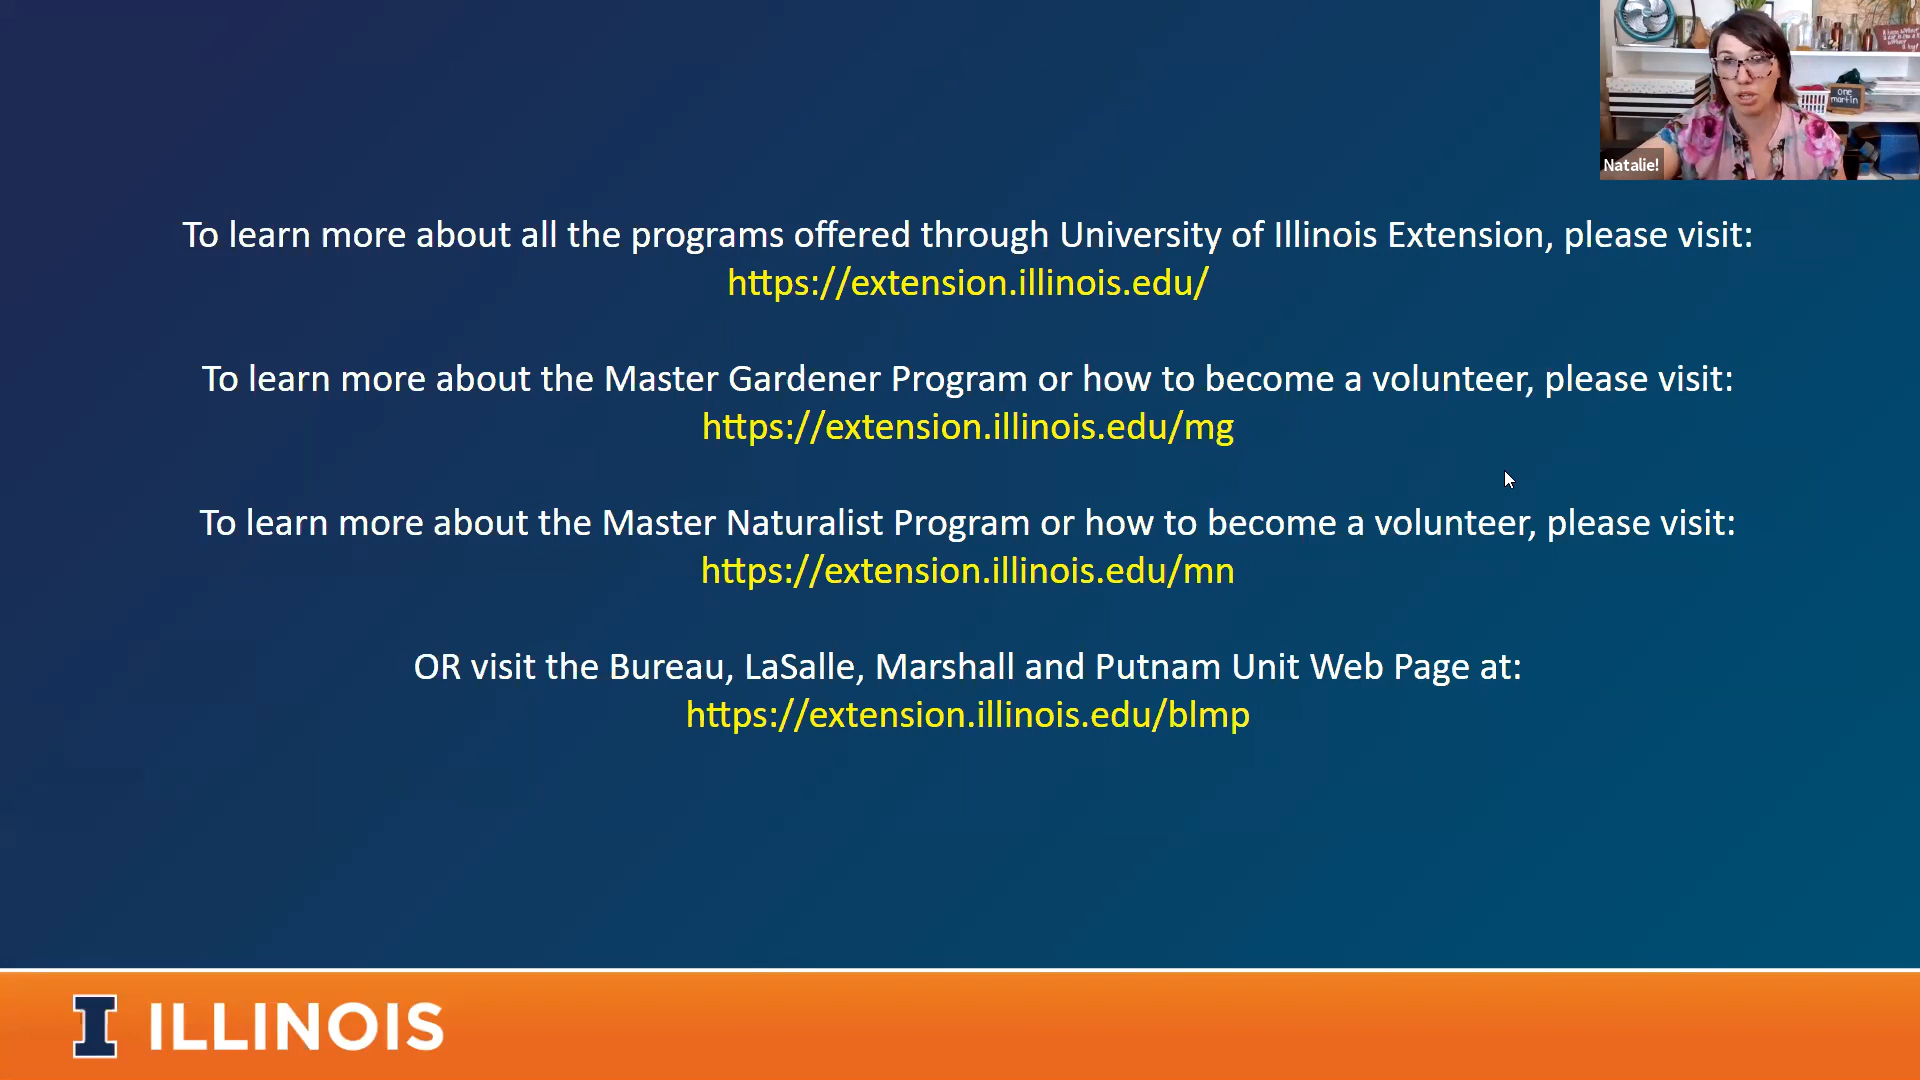 To learn more about all the programs offered through University of Illinois Extension, please visit:
https://extension.illinois.edu/
To learn more about the Master Gardener Program or how to become a volunteer, please visit:
https://extension.illinois.edu/mg
To learn more about the Master Naturalist Program or how to become a volunteer, please visit:
https://extension.illinois.edu/mn
OR visit the Bureau, LaSalle, Marshall and Putnam Unit Web Page at:
https://extension.illinois.edu/blmp
one
martin
Natalie!
I ILLINOIS